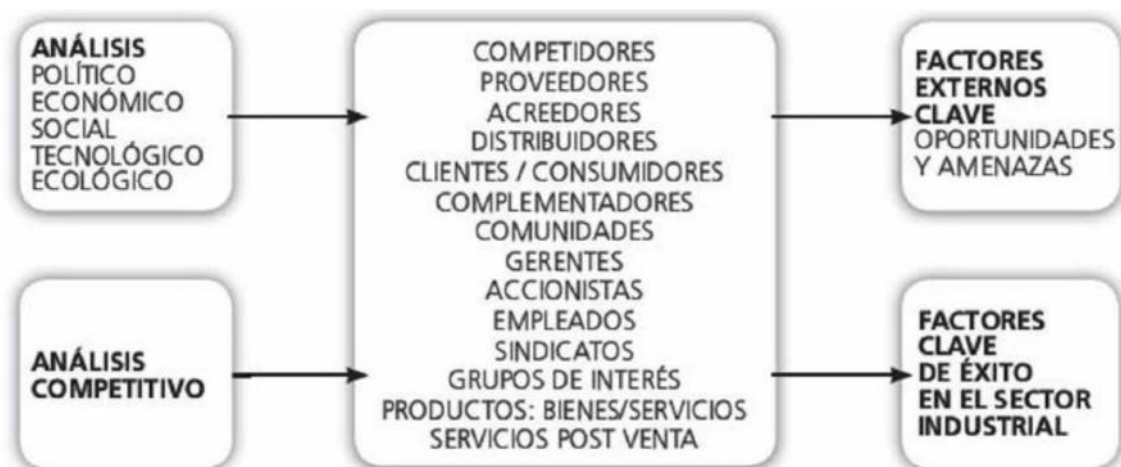 ANÁLISIS
POLÍTICO
ECONÓMICO
SOCIAL
TECNOLÓGICO
ECOLÓGICO
ANÁLISIS
COMPETITIVO
COMPETIDORES
PROVEEDORES
ACREEDORES
DISTRIBUIDORES
CLIENTES / CONSUMIDORES
COMPLEMENTADORES
COMUNIDADES
GERENTES
ACCIONISTAS
EMPLEADOS
SINDICATOS
GRUPOS DE INTERÉS
PRODUCTOS: BIENES/SERVICIOS
SERVICIOS POST VENTA
FACTORES
EXTERNOS
CLAVE
OPORTUNIDADES
Y AMENAZAS
FACTORES
CLAVE
DE ÉXITO
EN EL SECTOR
INDUSTRIAL